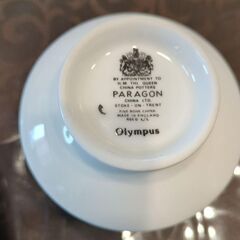 BY APPOINTMENT TO
H.M. THE QUEEN
CHINA POTTERS
PARAGON
CHINA LTD.
STOKE-ON-TRENT
FINE BONE CHINA
MADE IN ENGLAND
Olympus